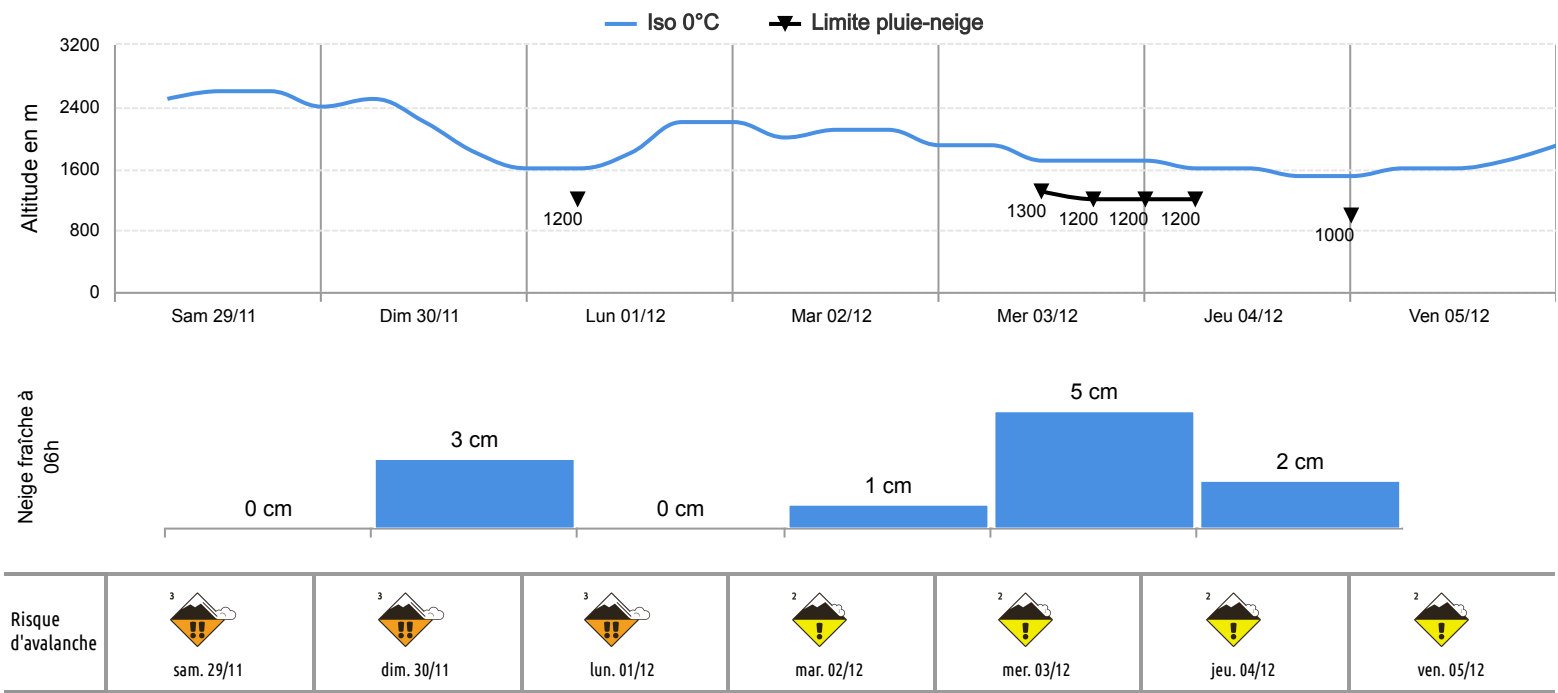 Iso 0°C Limite pluie-neige
Altitude en m
3200
2400
1600
800
0
1200
1300
1200
1200
1200
1000
Sam 29/11 Dim 30/11 Lun 01/12 Mar 02/12 Mer 03/12 Jeu 04/12 Ven 05/12
Neige fraîche à
06h
0 cm 3 cm 0 cm 1 cm 5 cm 2 cm
Risque
d'avalanche
3 3 3 2 2 2 2
!! !! !! ! ! ! !
sam. 29/11 dim. 30/11 lun. 01/12 mar. 02/12 mer. 03/12 jeu. 04/12 ven. 05/12